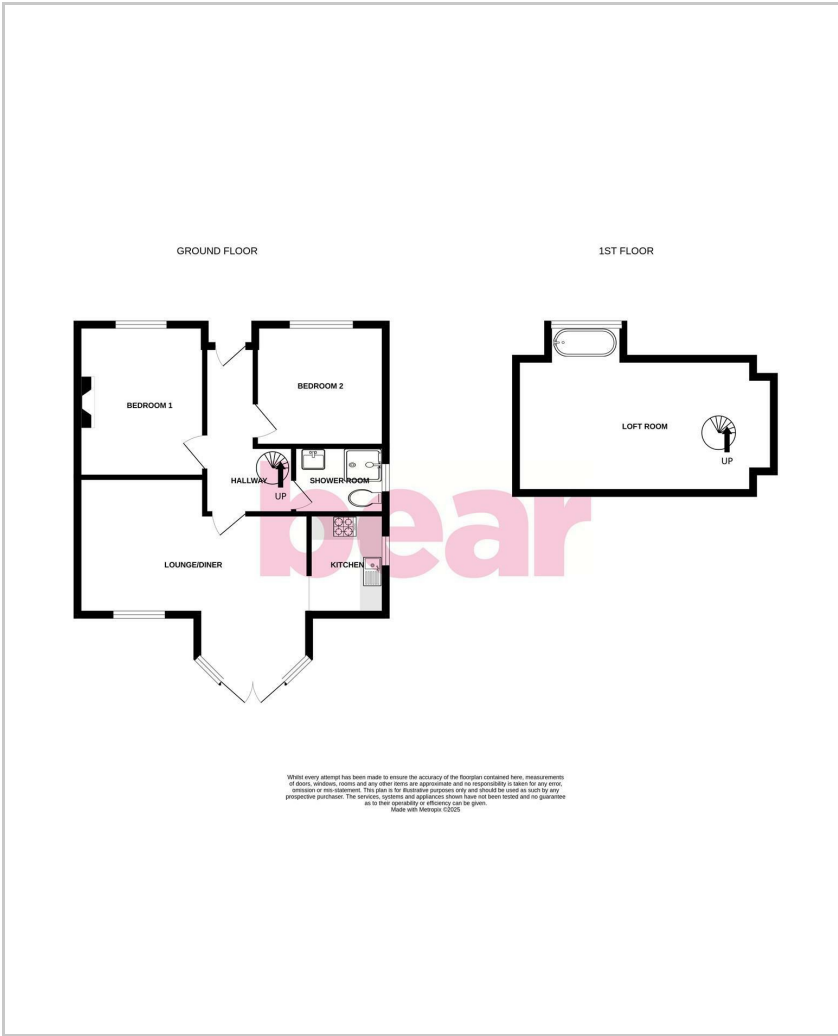 GROUND FLOOR
1ST FLOOR
BEDROOM 1
BEDROOM 2
LOFT ROOM
UP
HALLWAY
SHOWER ROOM
UP
bear
LOUNGE/DINER
KITCHEN
Whilst every attempt has been made to ensure the accuracy of the floorplan contained here, measurements
of doors, windows, rooms and any other items are approximate and no responsibility is taken for any error,
omission or mis-statement. This plan is for illustrative purposes only and should be used as such by any
prospective purchaser. The services, systems and appliances shown have not been tested and no guarantee
as to their operability or efficiency can be given.
Made with Metropix ©2025